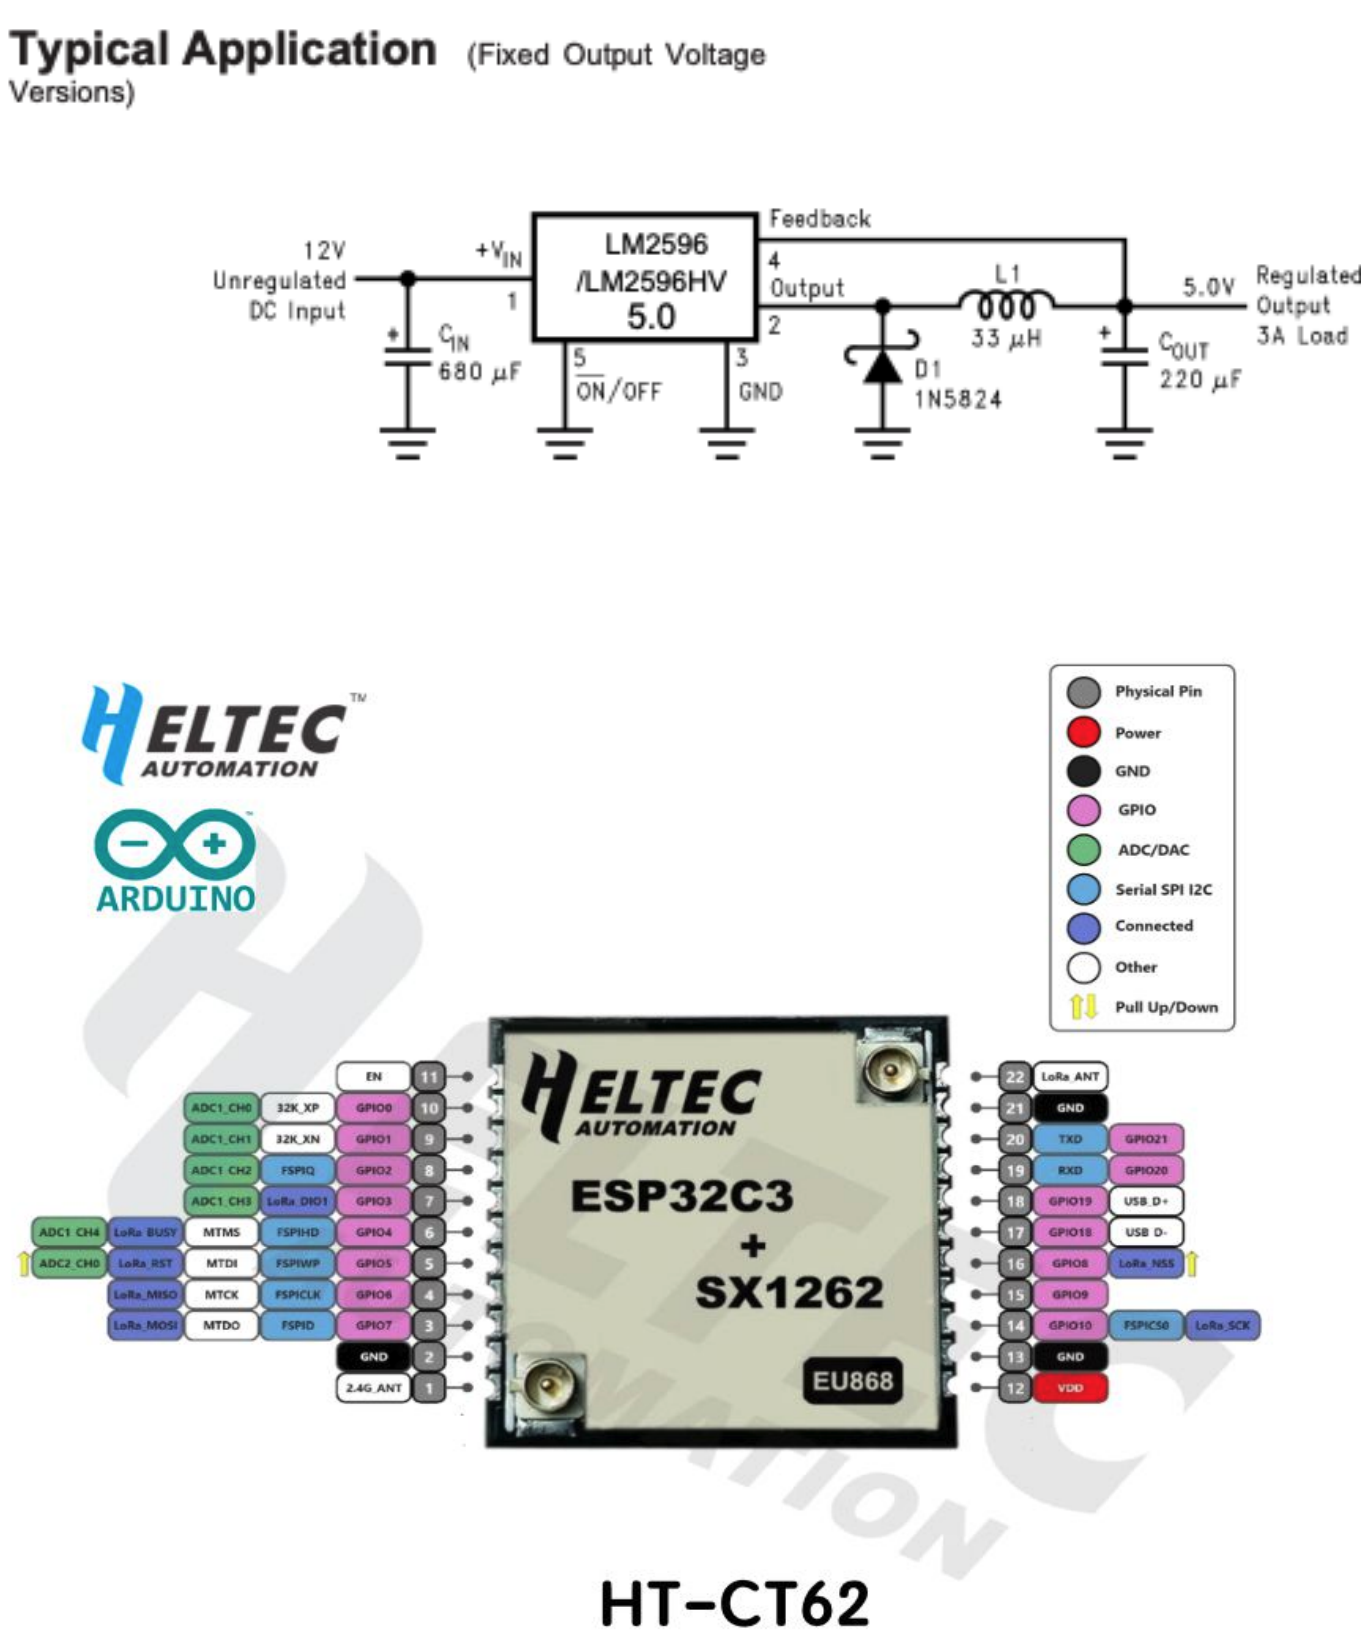 Typical Application (Fixed Output Voltage
Versions)
Feedback
12V
Unregulated
DC Input
+VIN
1
LM2596
/LM2596HV
5.0
4
Output
2
L1
33 μH
5.0V
Regulated
Output
3A Load
+
CIN
680 μF
5
ON/OFF
3
GND
D1
1N5824
+
COUT
220 μF
HELTEC™
AUTOMATION
ARDUINO™
Physical Pin
Power
GND
GPIO
ADC/DAC
Serial SPI I2C
Connected
Other
Pull Up/Down
EN 11
ADC1_CH0 32K_XP GPIO0 10
ADC1_CH1 32K_XN GPIO1 9
ADC1_CH2 FSPIQ GPIO2 8
ADC1_CH3 LoRa_DIO1 GPIO3 7
ADC1_CH4 LoRa_BUSY MTMS FSPIHD GPIO4 6
ADC2_CH0 LoRa_RST MTDI FSPIWP GPIO5 5
LoRa_MISO MTCK FSPICLK GPIO6 4
LoRa_MOSI MTDO FSPID GPIO7 3
GND 2
2.4G_ANT 1
HELTEC
AUTOMATION
ESP32C3
+
SX1262
EU868
22 LoRa_ANT
21 GND
20 TXD GPIO21
19 RXD GPIO20
18 GPIO19 USB_D+
17 GPIO18 USB_D-
16 GPIO8 LoRa_NSS
15 GPIO9
14 GPIO10 FSPICS0 LoRa_SCK
13 GND
12 VDD
HELTEC
AUTOMATION
HT-CT62